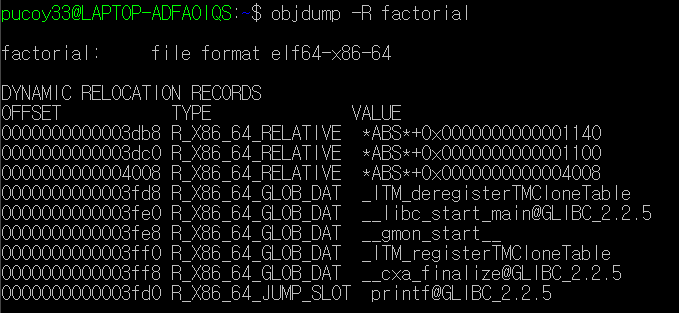 pucoy33@LAPTOP-ADFAOIQS:~$ objdump -R factorial
factorial:     file format elf64-x86-64
DYNAMIC RELOCATION RECORDS
OFFSET           TYPE              VALUE
0000000000003db8 R_X86_64_RELATIVE  *ABS*+0x0000000000001140
0000000000003dc0 R_X86_64_RELATIVE  *ABS*+0x0000000000001100
0000000000004008 R_X86_64_RELATIVE  *ABS*+0x0000000000004008
0000000000003fd8 R_X86_64_GLOB_DAT  _ITM_deregisterTMCloneTable
0000000000003fe0 R_X86_64_GLOB_DAT  __libc_start_main@GLIBC_2.2.5
0000000000003fe8 R_X86_64_GLOB_DAT  __gmon_start__
0000000000003ff0 R_X86_64_GLOB_DAT  _ITM_registerTMCloneTable
0000000000003ff8 R_X86_64_GLOB_DAT  __cxa_finalize@GLIBC_2.2.5
0000000000003fd0 R_X86_64_JUMP_SLOT  printf@GLIBC_2.2.5